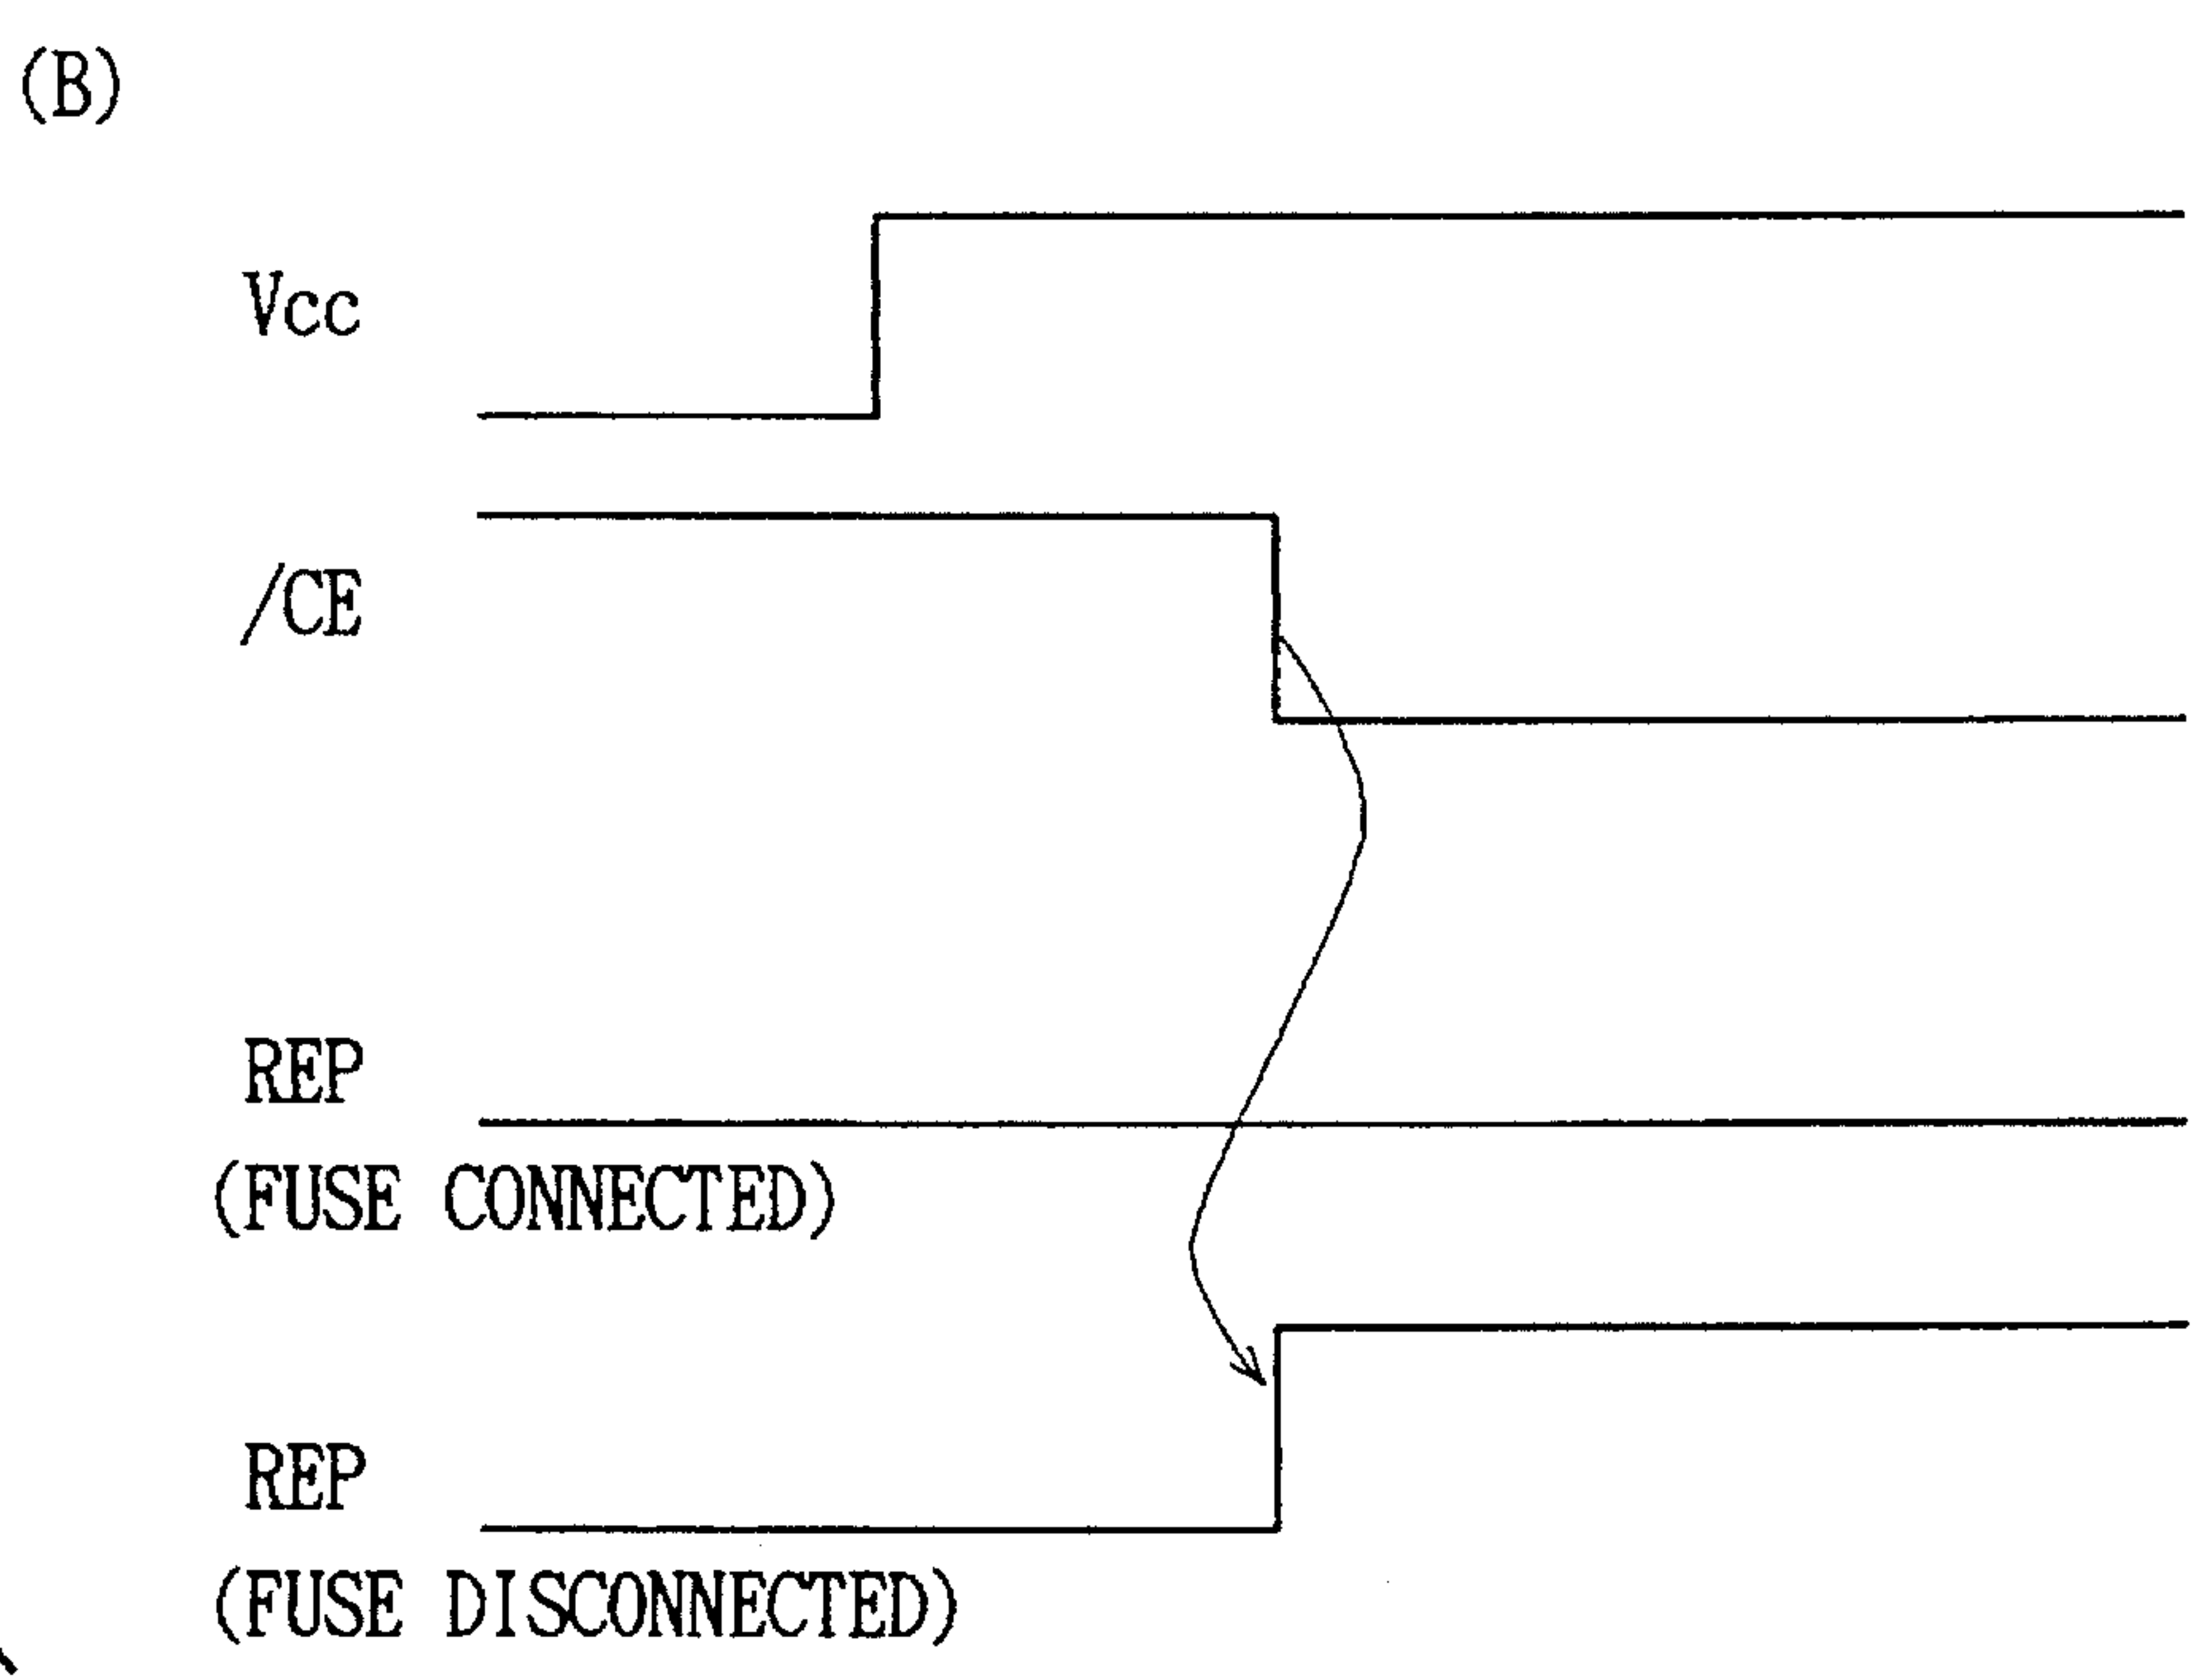 (B)
Vcc
/CE
REP
(FUSE CONNECTED)
REP
(FUSE DISCONNECTED)